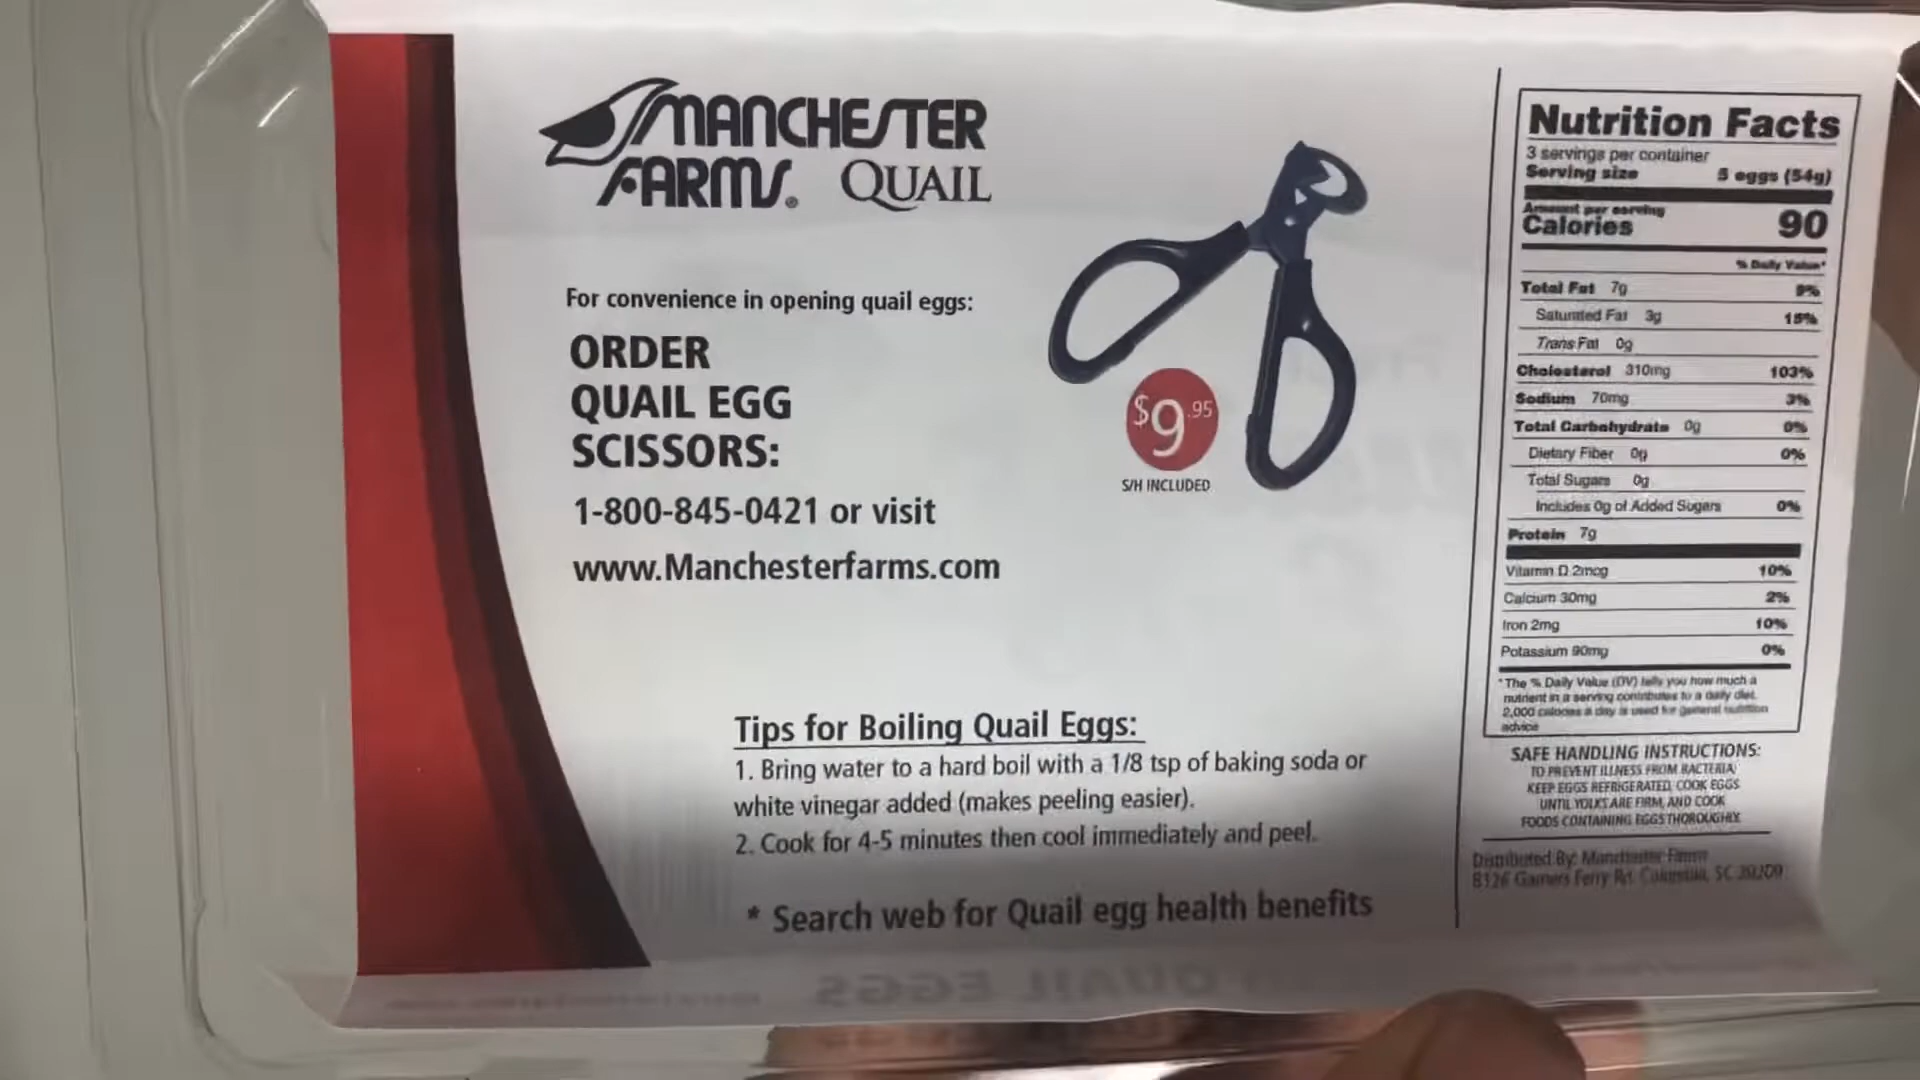 MANCHESTER
FARMS® QUAIL
For convenience in opening quail eggs:
ORDER
QUAIL EGG
SCISSORS:
1-800-845-0421 or visit
www.Manchesterfarms.com
$9.95
S/H INCLUDED
Tips for Boiling Quail Eggs:
1. Bring water to a hard boil with a 1/8 tsp of baking soda or
white vinegar added (makes peeling easier).
2. Cook for 4-5 minutes then cool immediately and peel.
* Search web for Quail egg health benefits
Nutrition Facts
3 servings per container
Serving size 5 eggs (54g)
Amount per serving
Calories 90
% Daily Value*
Total Fat 7g 9%
Saturated Fat 3g 15%
Trans Fat 0g
Cholesterol 310mg 103%
Sodium 70mg 3%
Total Carbohydrate 0g 0%
Dietary Fiber 0g 0%
Total Sugars 0g
Includes 0g of Added Sugars 0%
Protein 7g
Vitamin D 2mcg 10%
Calcium 30mg 2%
Iron 2mg 10%
Potassium 90mg 0%
*The % Daily Value (DV) tells you how much a
nutrient in a serving contributes to a daily diet.
2,000 calories a day is used for general nutrition
advice
SAFE HANDLING INSTRUCTIONS:
TO PREVENT ILLNESS FROM BACTERIA:
KEEP EGGS REFRIGERATED, COOK EGGS
UNTIL YOLKS ARE FIRM, AND COOK
FOODS CONTAINING EGGS THOROUGHLY.
Distributed By: Manchester Farms
8126 Garners Ferry Rd. Columbia, SC
QUAIL EGGS